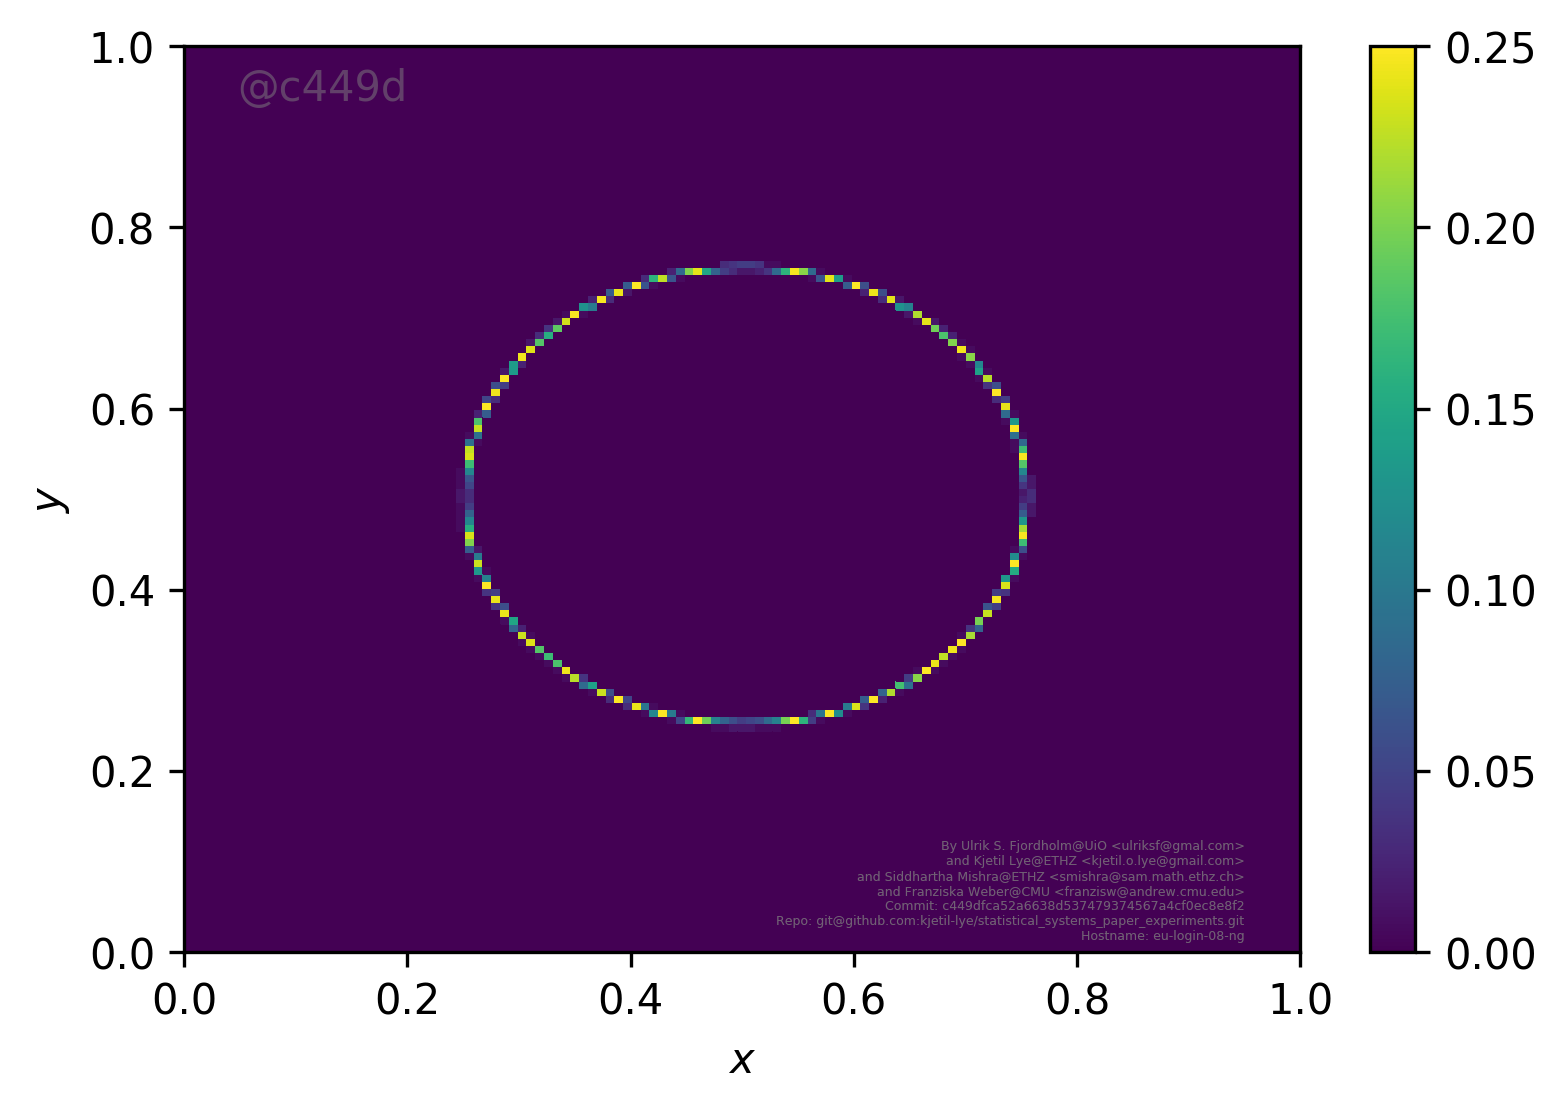 @c449d
1.0
0.8
0.6
0.4
0.2
0.0
y
0.0 0.2 0.4 0.6 0.8 1.0
x
0.25
0.20
0.15
0.10
0.05
0.00
By Ulrik S. Fjordholm@UiO <ulriksf@gmal.com>
and Kjetil Lye@ETHZ <kjetil.o.lye@gmail.com>
and Siddhartha Mishra@ETHZ <smishra@sam.math.ethz.ch>
and Franziska Weber@CMU <franzisw@andrew.cmu.edu>
Commit: c449dfca52a6638d537479374567a4cf0ec8e8f2
Repo: git@github.com:kjetil-lye/statistical_systems_paper_experiments.git
Hostname: eu-login-08-ng